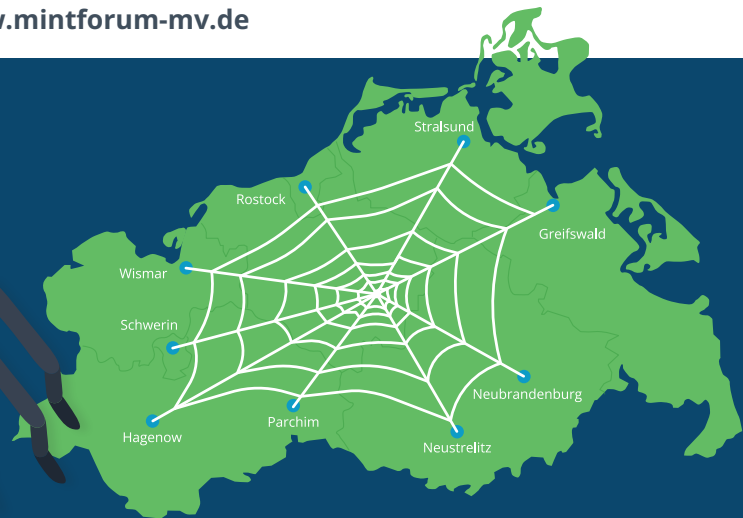 w.mintforum-mv.de
Stralsund
Rostock
Greifswald
Wismar
Schwerin
Neubrandenburg
Parchim
Hagenow
Neustrelitz